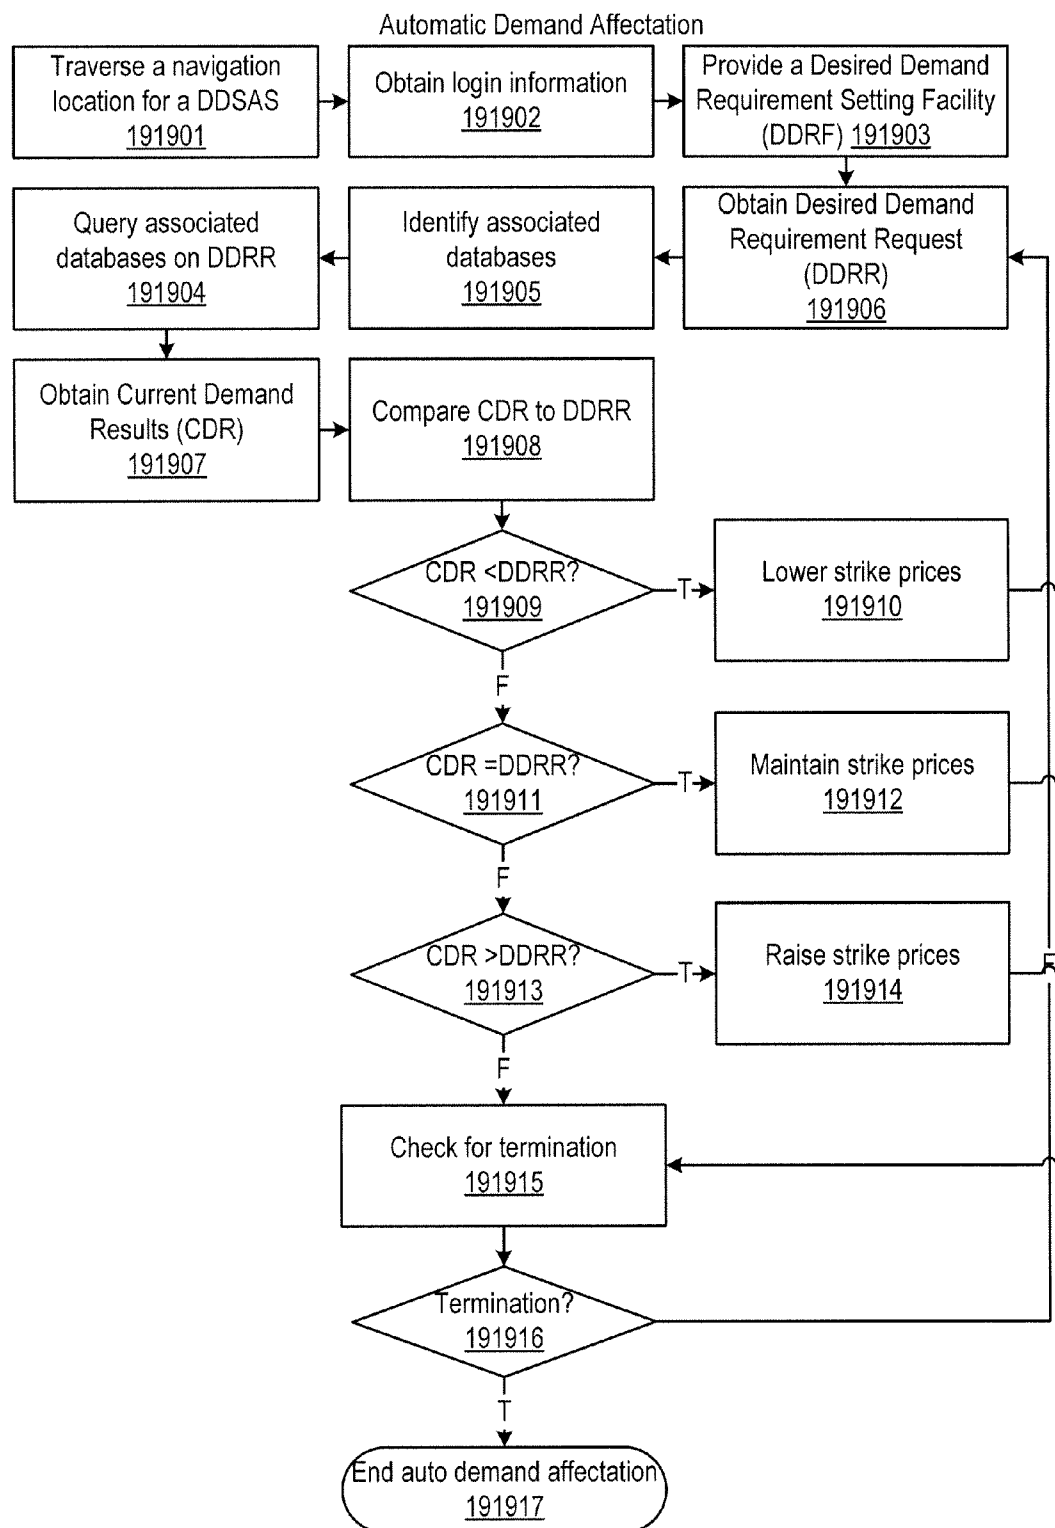 Automatic Demand Affectation
Traverse a navigation
location for a DDSAS
191901
Obtain login information
191902
Provide a Desired Demand
Requirement Setting Facility
(DDRF) 191903
Query associated
databases on DDRR
191904
Identify associated
databases
191905
Obtain Desired Demand
Requirement Request
(DDRR)
191906
Obtain Current Demand
Results (CDR)
191907
Compare CDR to DDRR
191908
CDR <DDRR?
191909
T
Lower strike prices
191910
F
CDR =DDRR?
191911
T
Maintain strike prices
191912
F
CDR >DDRR?
191913
T
Raise strike prices
191914
F
F
Check for termination
191915
Termination?
191916
T
End auto demand affectation
191917